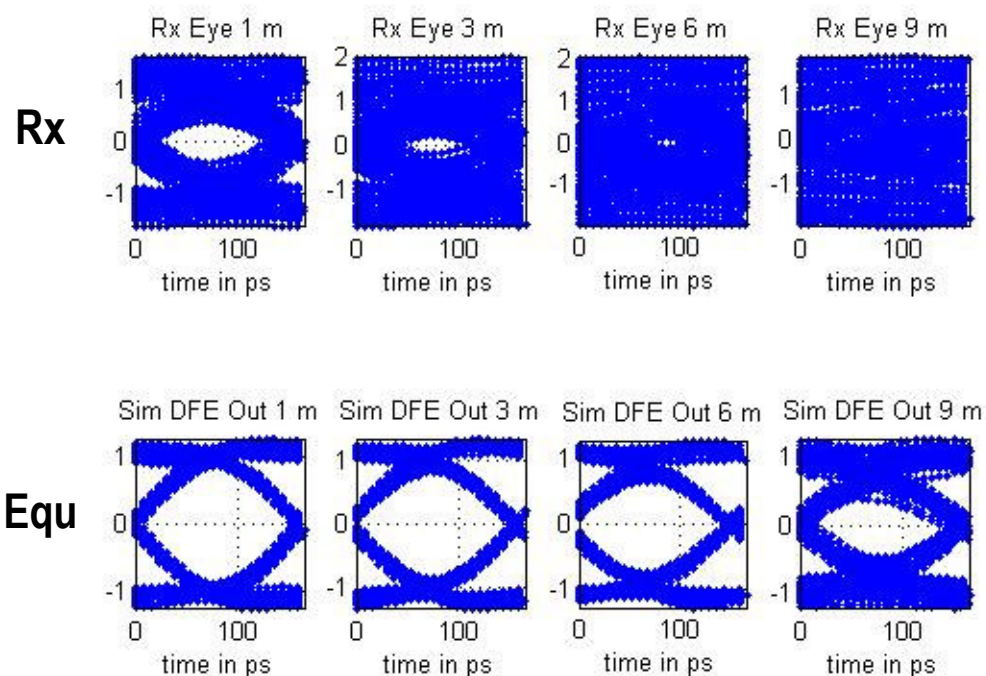 Rx Eye 1 m
Rx Eye 3 m
Rx Eye 6 m
Rx Eye 9 m
Rx
1
0
-1
0
100
time in ps
2
1
0
-1
0
100
time in ps
2
1
0
-1
0
100
time in ps
1
0
-1
0
100
time in ps
Sim DFE Out 1 m
Sim DFE Out 3 m
Sim DFE Out 6 m
Sim DFE Out 9 m
Equ
1
0
-1
0
100
time in ps
1
0
-1
0
100
time in ps
1
0
-1
0
100
time in ps
1
0
-1
0
100
time in ps